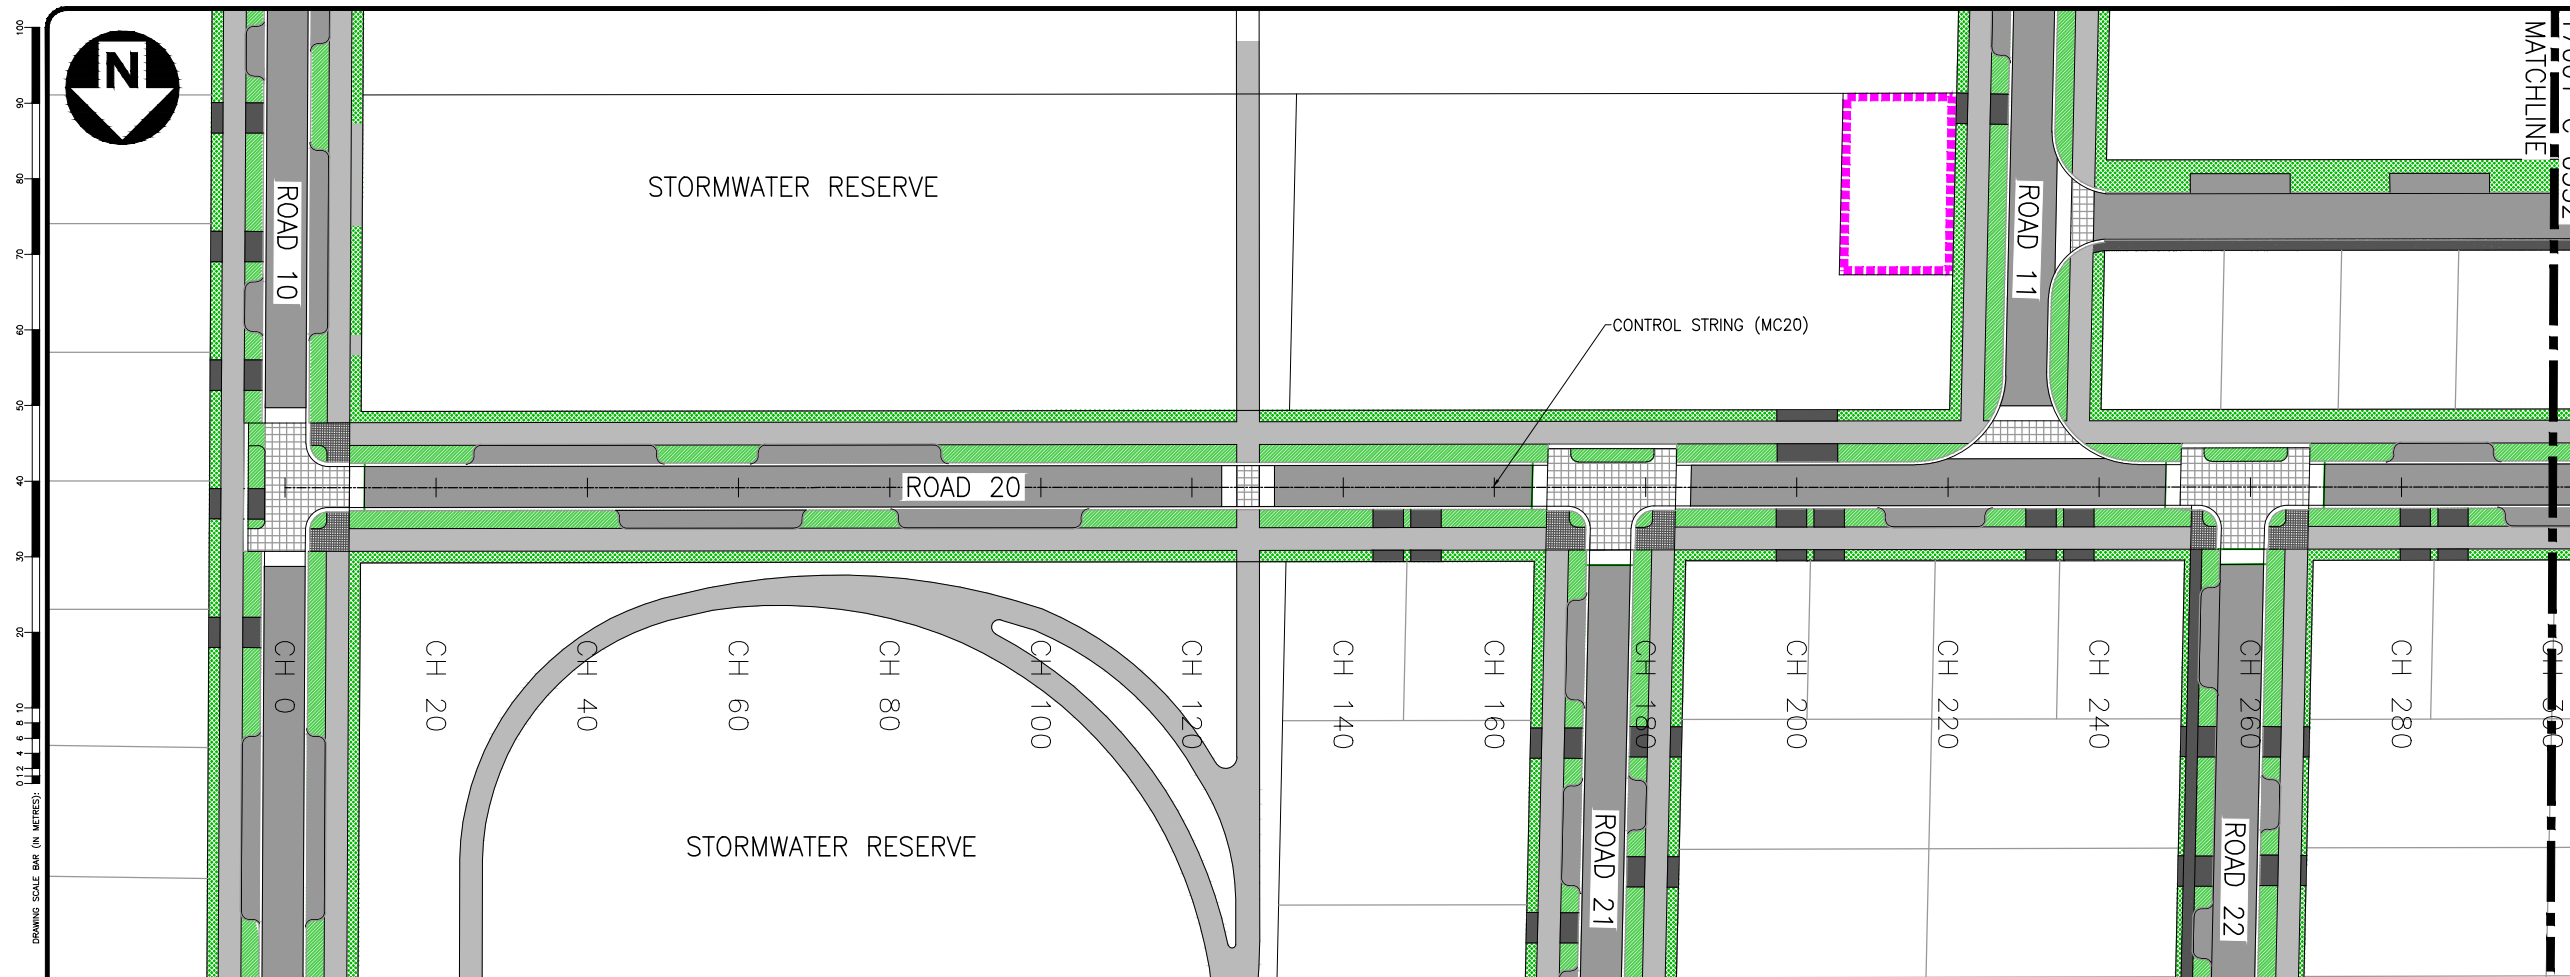 N
STORMWATER RESERVE
MATCHLINE
ROAD 10
ROAD 11
CONTROL STRING (MC20)
ROAD 20
CH 0
CH 20
CH 40
CH 60
CH 80
CH 100
CH 120
CH 140
CH 160
CH 180
CH 200
CH 220
CH 240
CH 260
CH 280
CH 300
STORMWATER RESERVE
ROAD 21
ROAD 22
100
90
80
70
60
50
40
30
20
10
8
6
4
2
1
0
DRAWING SCALE BAR (IN METRES):